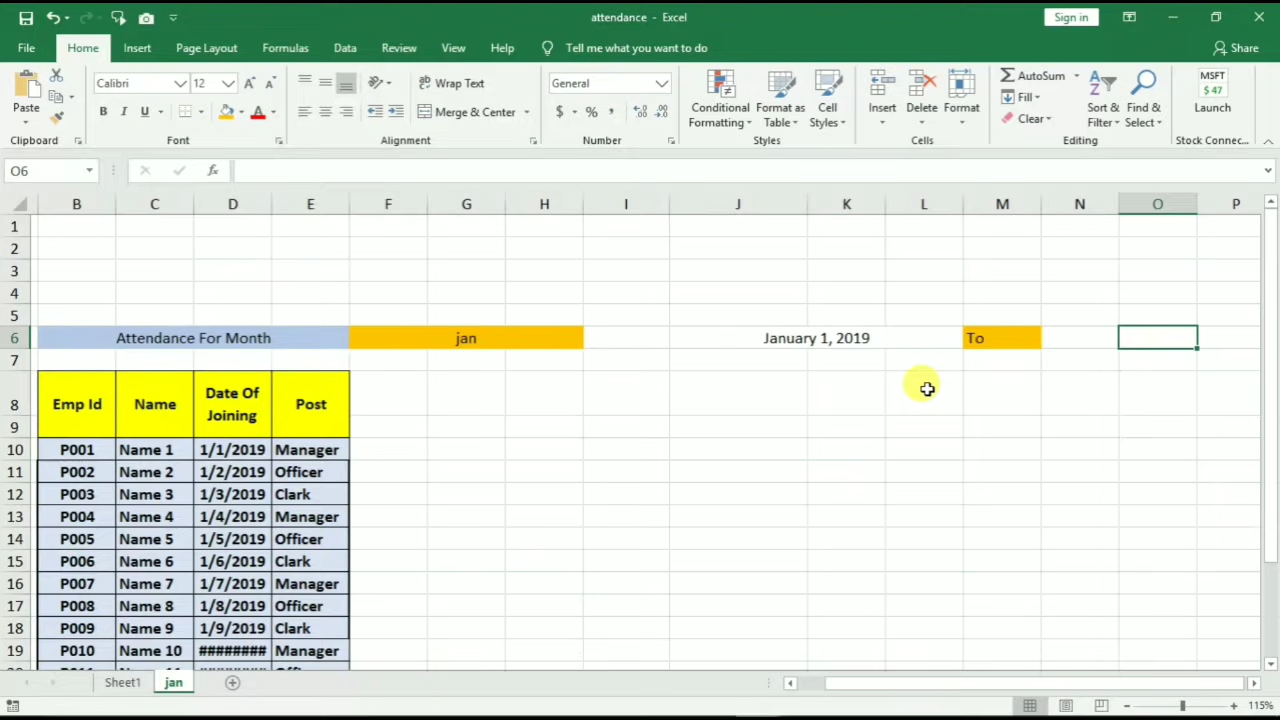 attendance - Excel
Sign in
File Home Insert Page Layout Formulas Data Review View Help Tell me what you want to do Share
Paste
Calibri 12
B I U
Wrap Text
Merge & Center
General
$ % ,
Conditional Formatting
Format as Table
Cell Styles
Insert
Delete
Format
AutoSum
Fill
Clear
Sort & Filter
Find & Select
MSFT
$ 47
Launch
Clipboard Font Alignment Number Styles Cells Editing Stock Connec...
O6 fx
B C D E F G H I J K L M N O P
1
2
3
4
5
6 Attendance For Month jan January 1, 2019 To
7
8 Emp Id Name Date Of Joining Post
9
10 P001 Name 1 1/1/2019 Manager
11 P002 Name 2 1/2/2019 Officer
12 P003 Name 3 1/3/2019 Clark
13 P004 Name 4 1/4/2019 Manager
14 P005 Name 5 1/5/2019 Officer
15 P006 Name 6 1/6/2019 Clark
16 P007 Name 7 1/7/2019 Manager
17 P008 Name 8 1/8/2019 Officer
18 P009 Name 9 1/9/2019 Clark
19 P010 Name 10 ######## Manager
Sheet1 jan
115%